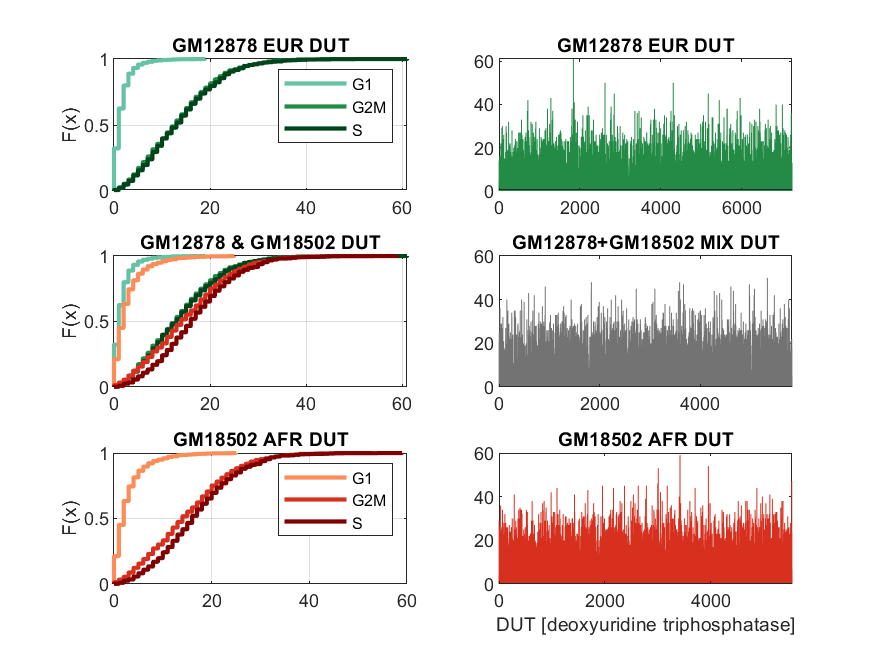 GM12878 EUR DUT
F(x)
1
0.5
0
0 20 40 60
G1
G2M
S
GM12878 EUR DUT
60
40
20
0
0 2000 4000 6000
GM12878 & GM18502 DUT
F(x)
1
0.5
0
0 20 40 60
GM12878+GM18502 MIX DUT
60
40
20
0
0 2000 4000
GM18502 AFR DUT
F(x)
1
0.5
0
0 20 40 60
G1
G2M
S
GM18502 AFR DUT
60
40
20
0
0 2000 4000
DUT [deoxyuridine triphosphatase]